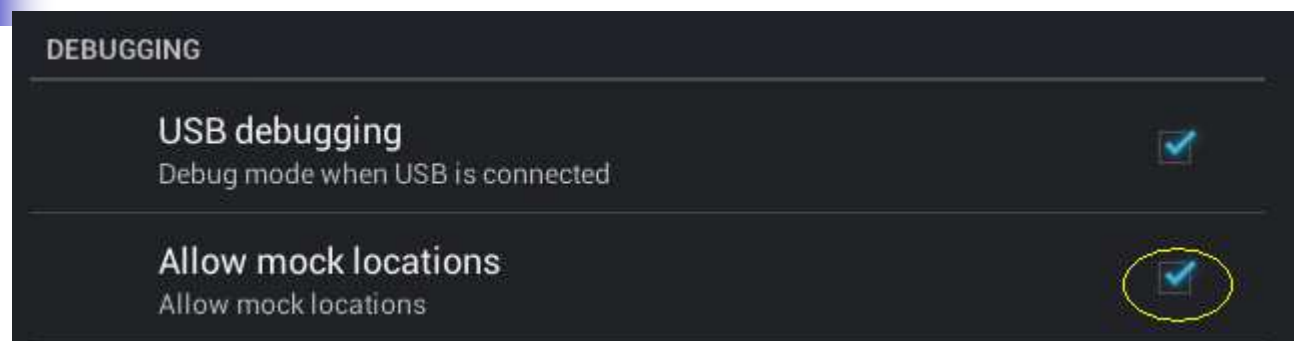 DEBUGGING
USB debugging
Debug mode when USB is connected
Allow mock locations
Allow mock locations